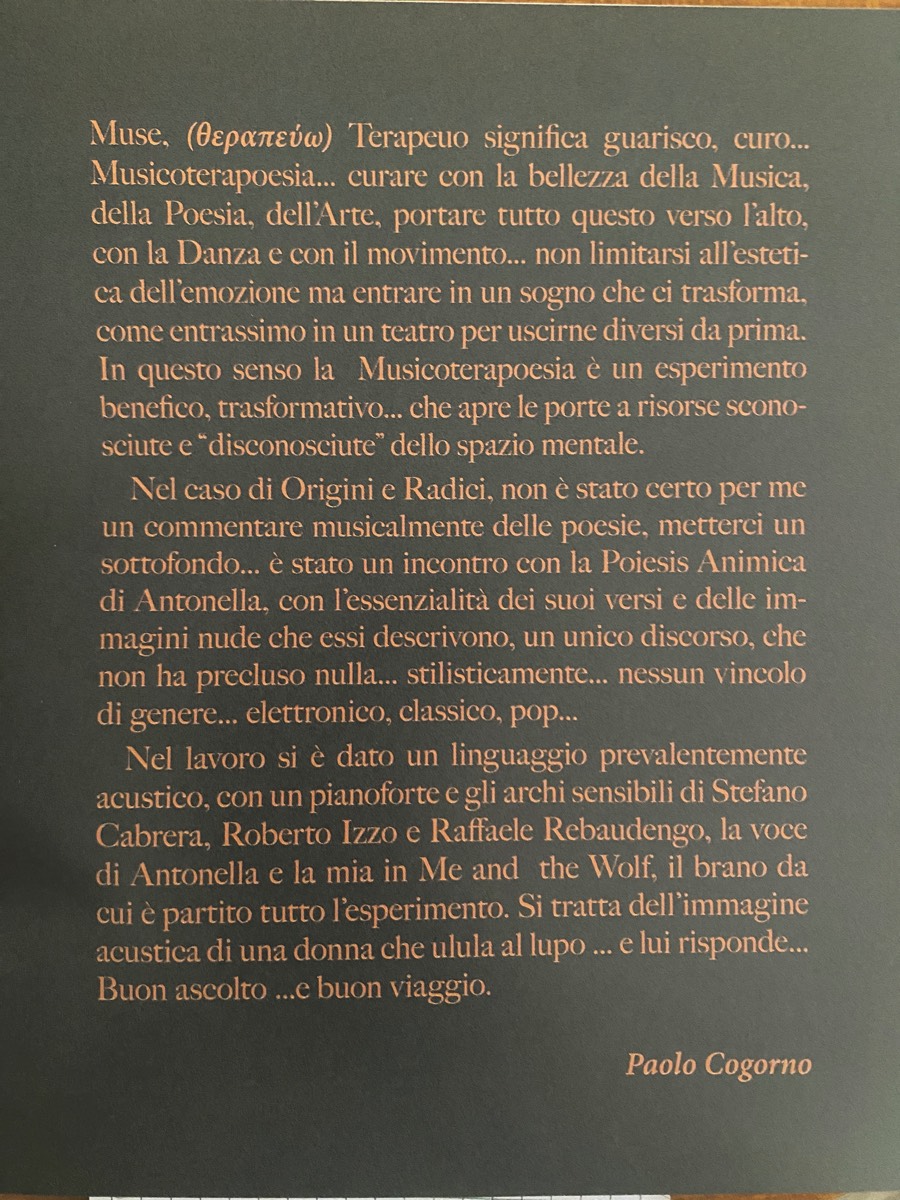 Muse, (θεραπεύω) Terapeuo significa guarisco, curo...
Musicoterapoesia... curare con la bellezza della Musica,
della Poesia, dell'Arte, portare tutto questo verso l'alto,
con la Danza e con il movimento... non limitarsi all'esteti-
ca dell'emozione ma entrare in un sogno che ci trasforma,
come entrassimo in un teatro per uscirne diversi da prima.
In questo senso la Musicoterapoesia è un esperimento
benefico, trasformativo... che apre le porte a risorse scono-
sciute e “disconosciute” dello spazio mentale.
Nel caso di Origini e Radici, non è stato certo per me
un commentare musicalmente delle poesie, metterci un
sottofondo... è stato un incontro con la Poiesis Animica
di Antonella, con l'essenzialità dei suoi versi e delle im-
magini nude che essi descrivono, un unico discorso, che
non ha precluso nulla... stilisticamente... nessun vincolo
di genere... elettronico, classico, pop...
Nel lavoro si è dato un linguaggio prevalentemente
acustico, con un pianoforte e gli archi sensibili di Stefano
Cabrera, Roberto Izzo e Raffaele Rebaudengo, la voce
di Antonella e la mia in Me and the Wolf, il brano da
cui è partito tutto l'esperimento. Si tratta dell'immagine
acustica di una donna che ulula al lupo ... e lui risponde...
Buon ascolto ...e buon viaggio.
Paolo Cogorno